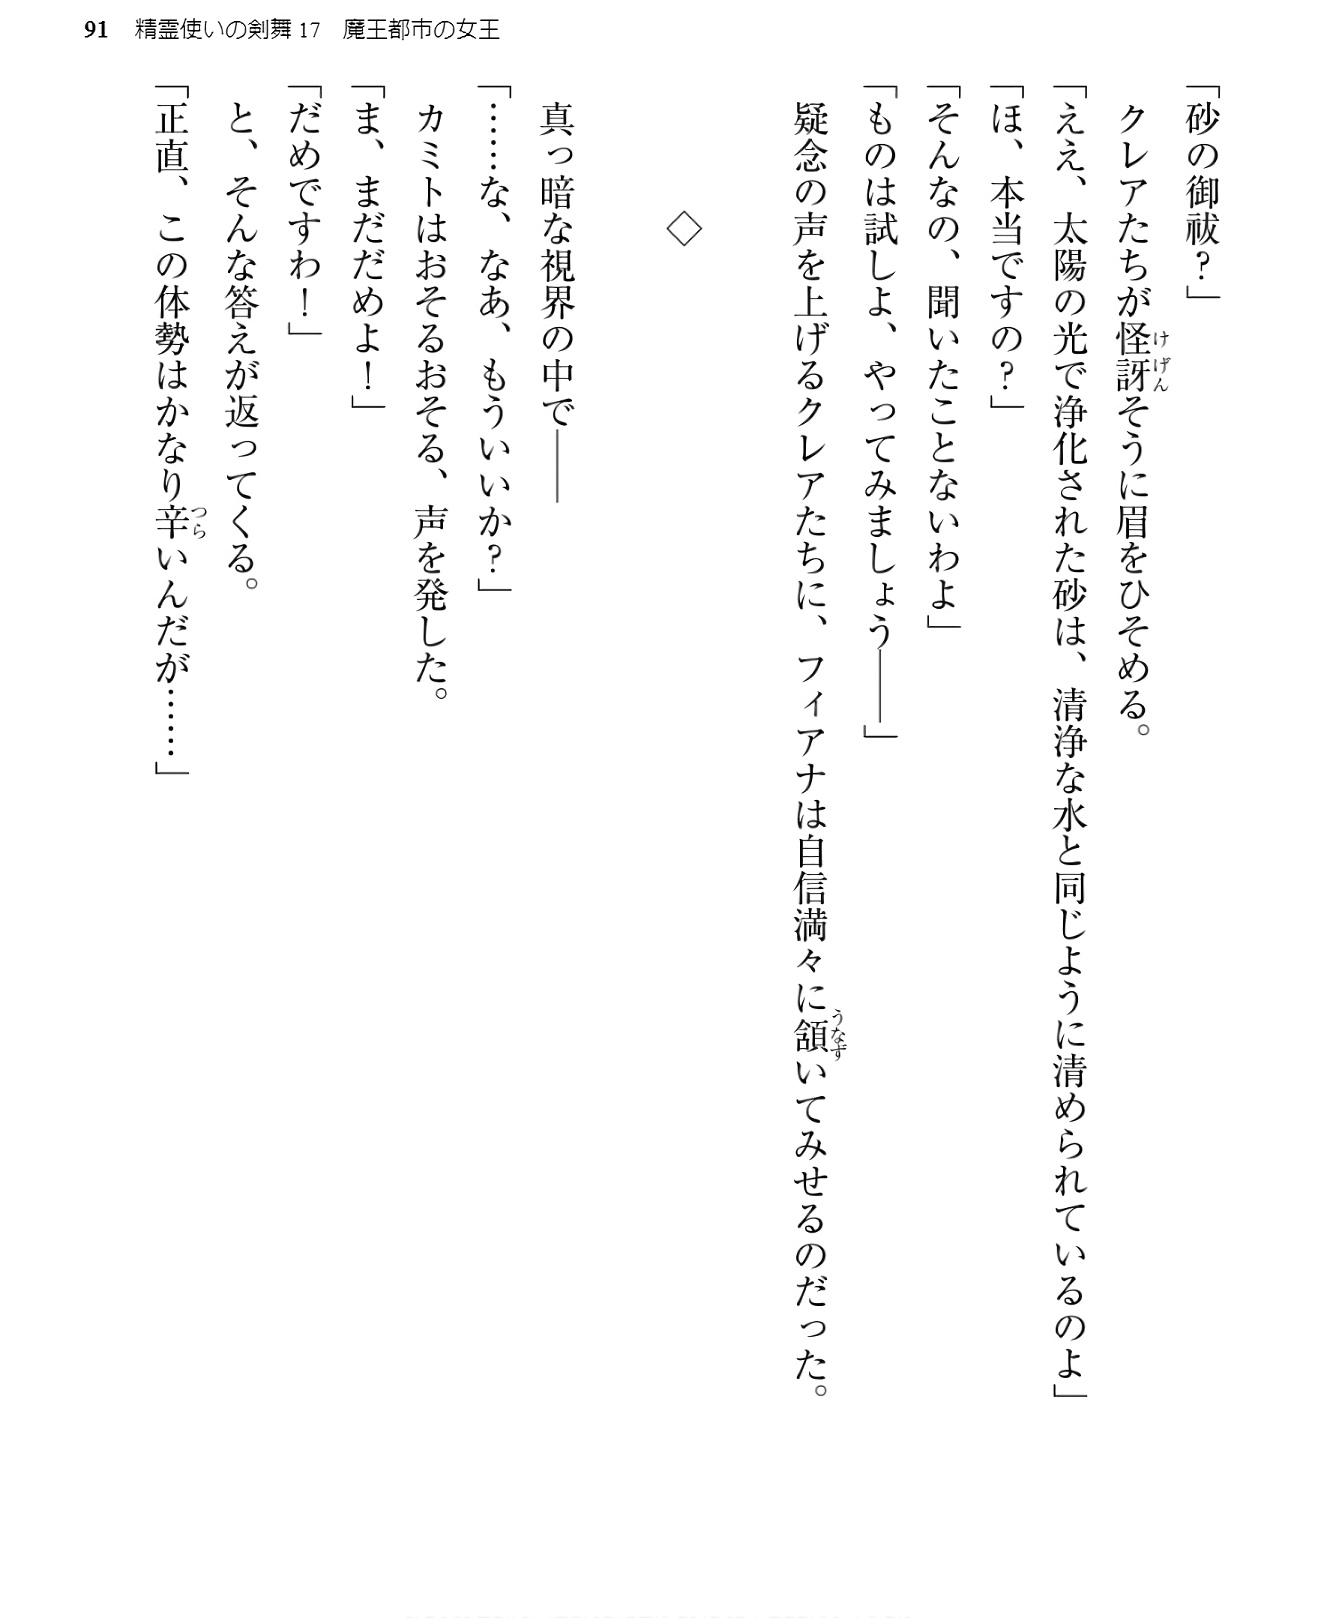 91 精霊使いの剣舞17 魔王都市の女王
「砂の御祓?」
クレアたちが怪訝そうに眉をひそめる。
「ええ、太陽の光で浄化された砂は、清浄な水と同じように清められているのよ」
「ほ、本当ですの?」
「そんなの、聞いたことないわよ」
「ものは試しよ、やってみましょう――」
疑念の声を上げるクレアたちに、フィアナは自信満々に頷いてみせるのだった。
◇
真っ暗な視界の中で――
「……な、なあ、もういいか?」
カミトはおそるおそる、声を発した。
「ま、まだだめよ!」
「だめですわ!」
と、そんな答えが返ってくる。
「正直、この体勢はかなり辛いんだが……」